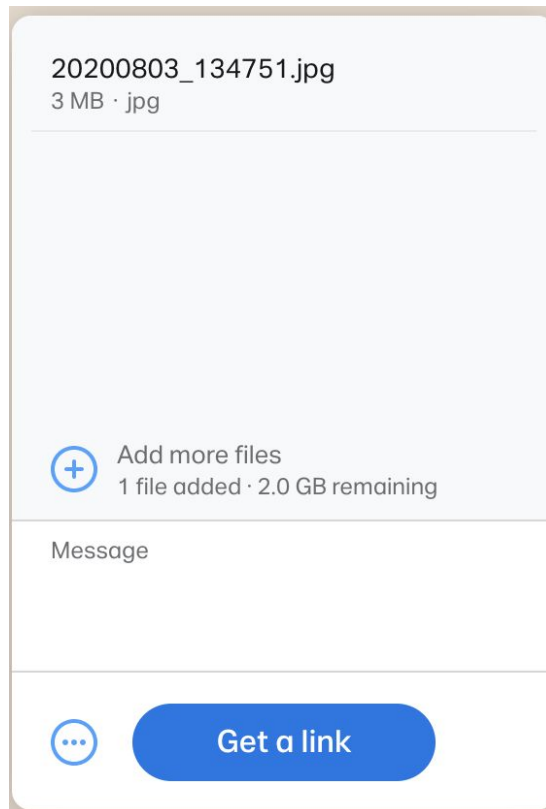 20200803_134751.jpg
3 MB · jpg
Add more files
1 file added · 2.0 GB remaining
Message
Get a link